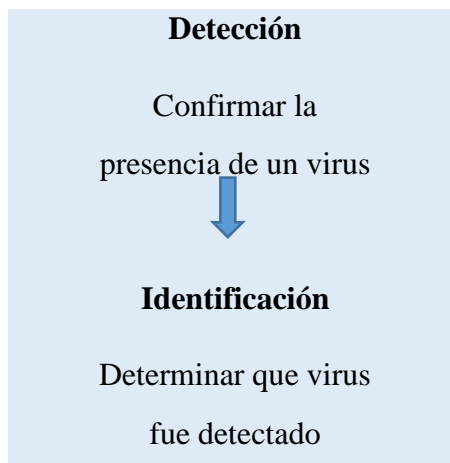 Detección
Confirmar la
presencia de un virus
Identificación
Determinar que virus
fue detectado